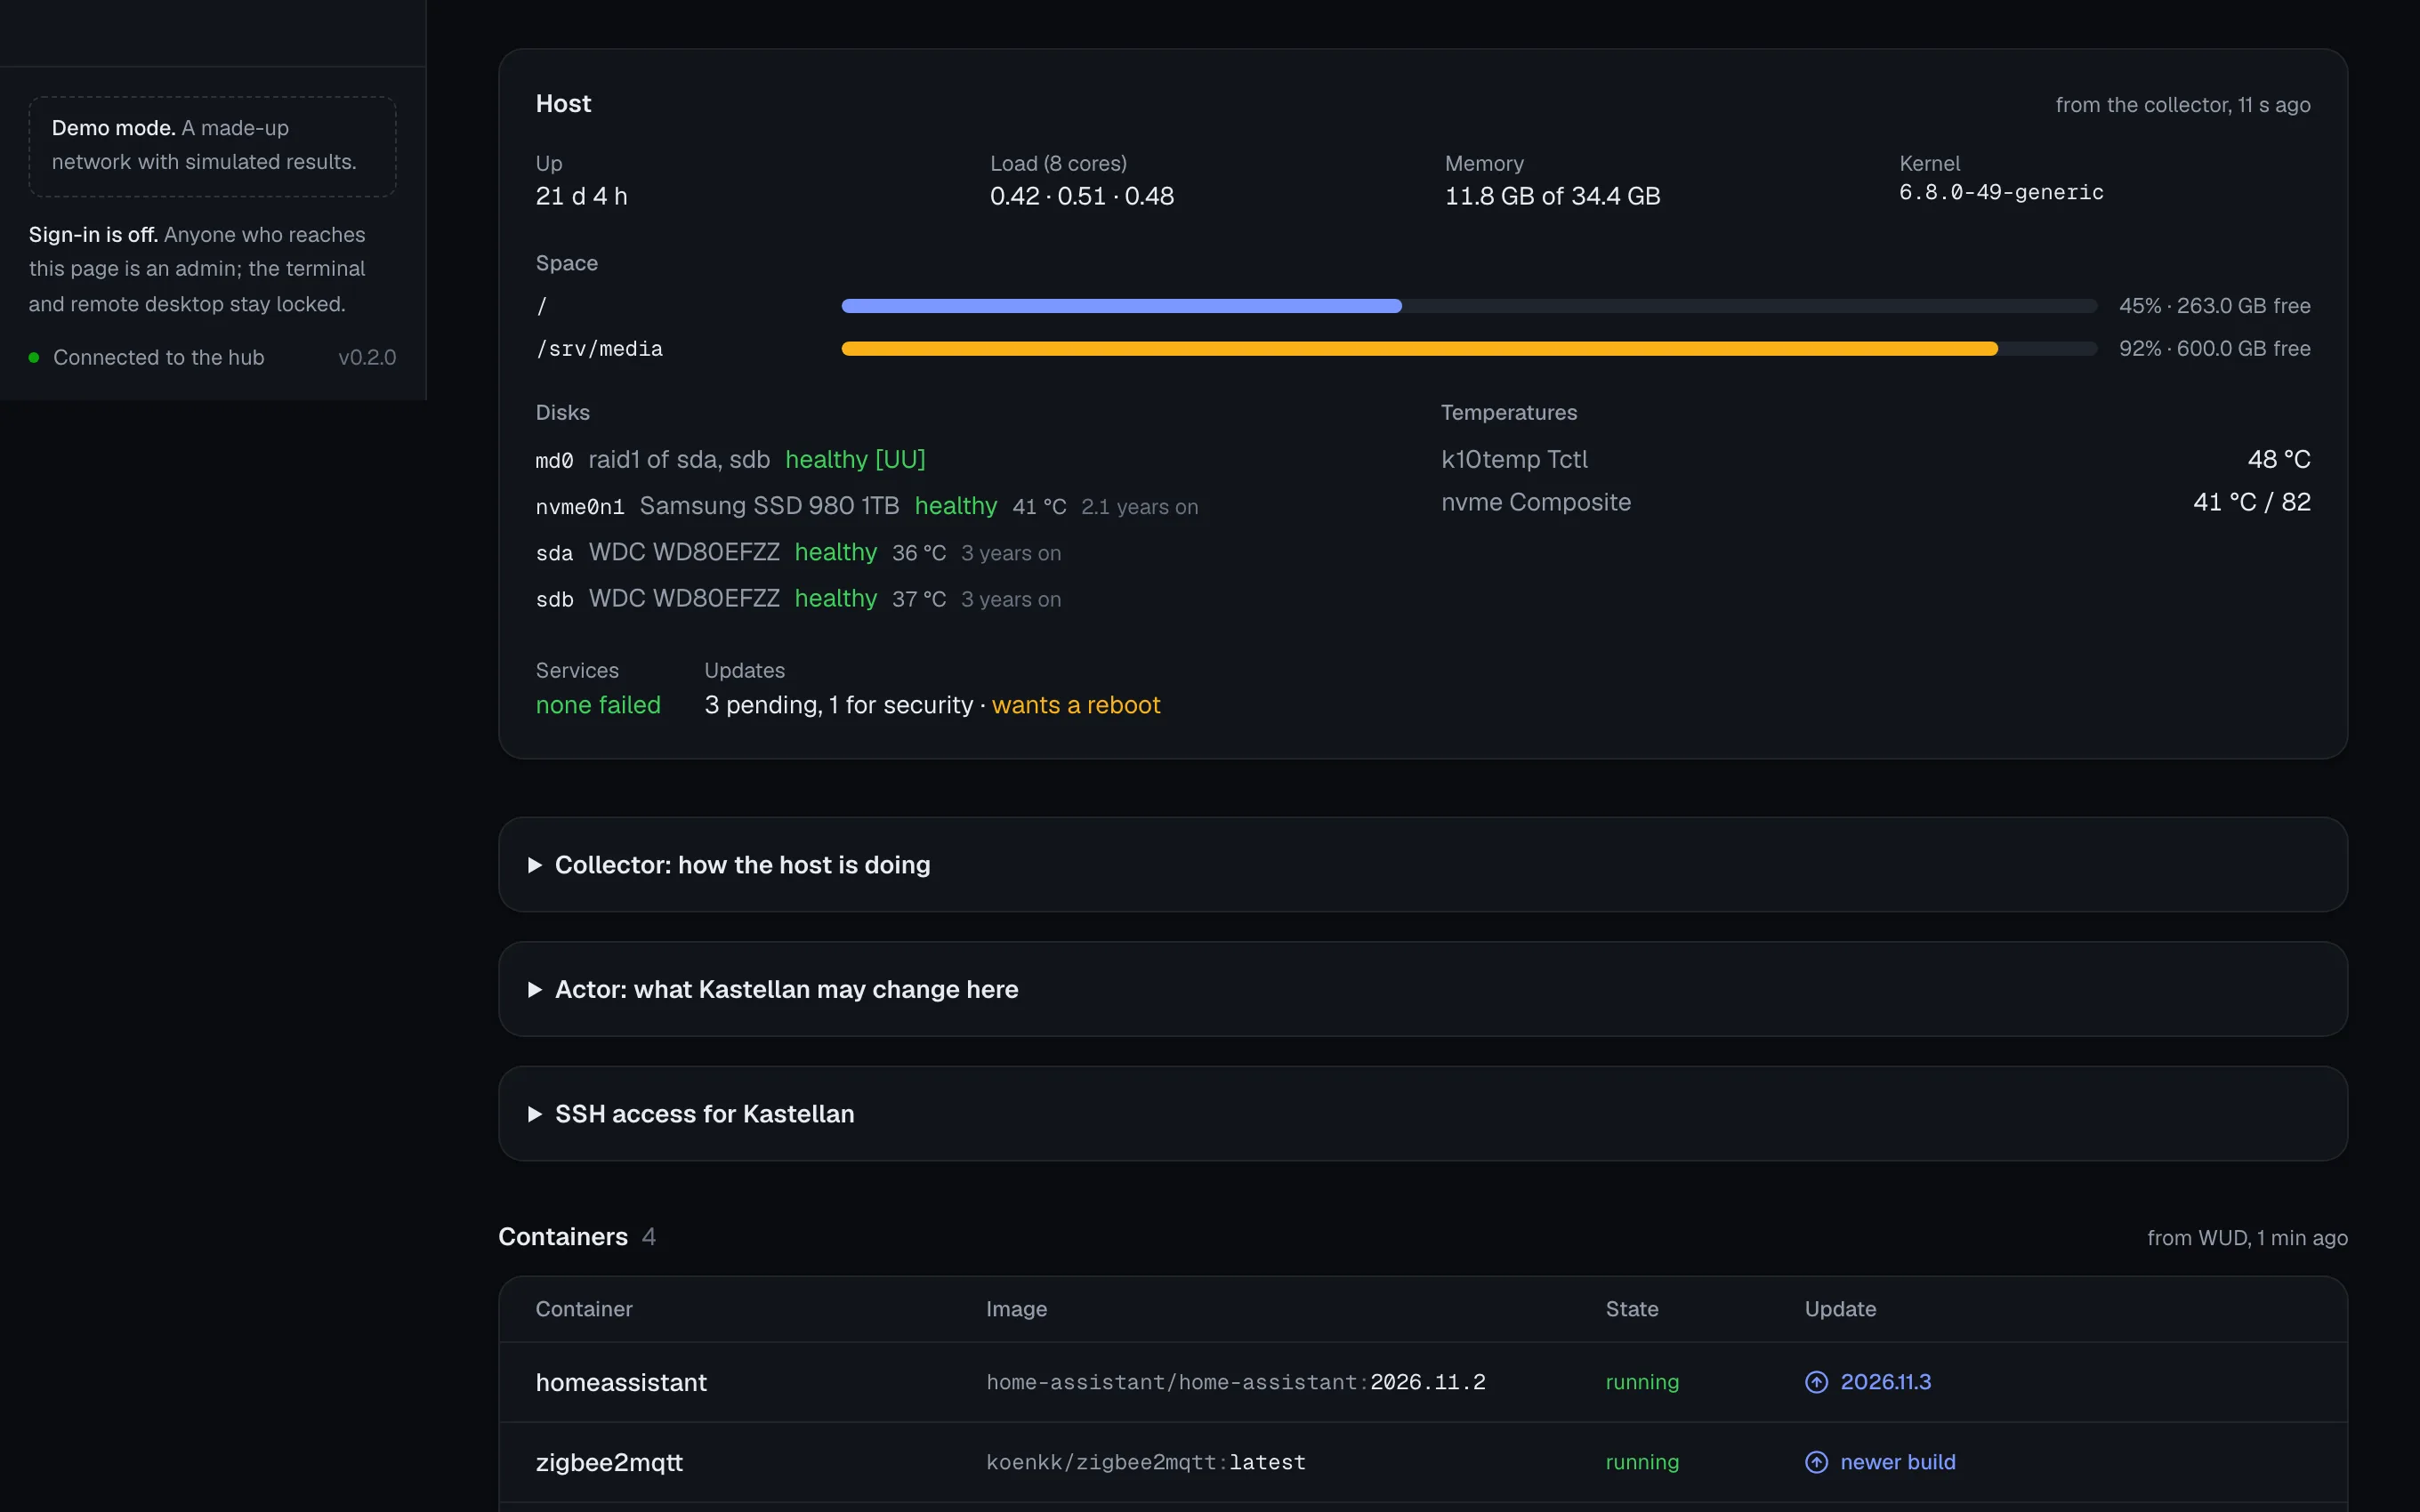 Demo mode. A made-up
network with simulated results.
Sign-in is off. Anyone who reaches
this page is an admin; the terminal
and remote desktop stay locked.
Connected to the hub v0.2.0
Host from the collector, 11 s ago
Up Load (8 cores) Memory Kernel
21 d 4 h 0.42 · 0.51 · 0.48 11.8 GB of 34.4 GB 6.8.0-49-generic
Space
/ 45% · 263.0 GB free
/srv/media 92% · 600.0 GB free
Disks
md0 raid1 of sda, sdb healthy [UU]
nvme0n1 Samsung SSD 980 1TB healthy 41 °C 2.1 years on
sda WDC WD80EFZZ healthy 36 °C 3 years on
sdb WDC WD80EFZZ healthy 37 °C 3 years on
Temperatures
k10temp Tctl 48 °C
nvme Composite 41 °C / 82
Services Updates
none failed 3 pending, 1 for security · wants a reboot
Collector: how the host is doing
Actor: what Kastellan may change here
SSH access for Kastellan
Containers 4 from WUD, 1 min ago
Container Image State Update
homeassistant home-assistant/home-assistant:2026.11.2 running 2026.11.3
zigbee2mqtt koenkk/zigbee2mqtt:latest running newer build